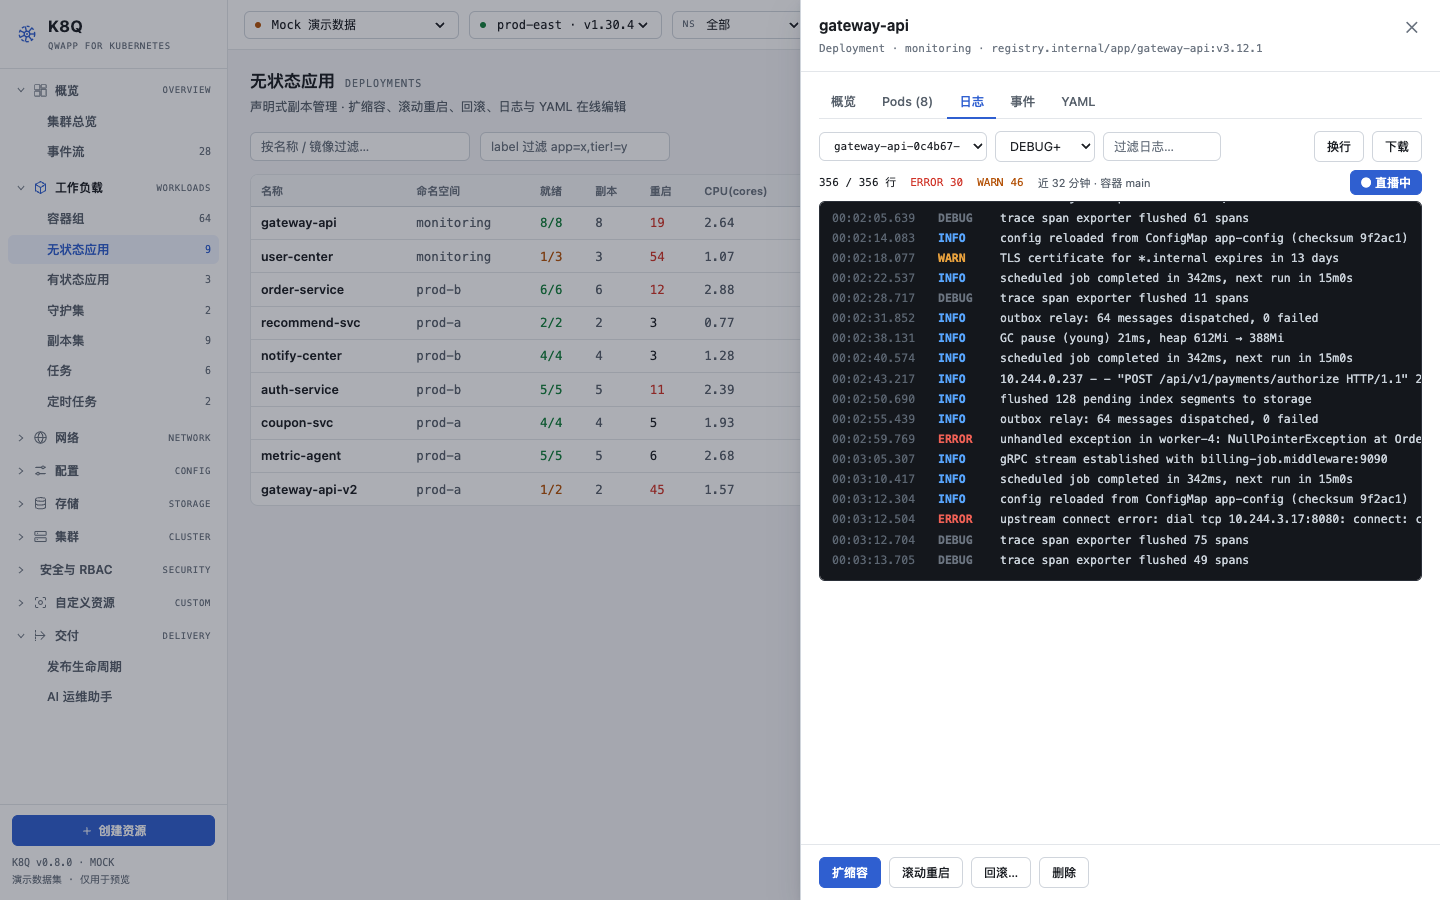 K8Q
QWAPP FOR KUBERNETES
概览 OVERVIEW
集群总览
事件流 28
工作负载 WORKLOADS
容器组 64
无状态应用 9
有状态应用 3
守护集 2
副本集 9
任务 6
定时任务 2
网络 NETWORK
配置 CONFIG
存储 STORAGE
集群 CLUSTER
安全与 RBAC SECURITY
自定义资源 CUSTOM
交付 DELIVERY
发布生命周期
AI 运维助手
+ 创建资源
K8Q v0.8.0 · MOCK
演示数据集 · 仅用于预览
Mock 演示数据
prod-east · v1.30.4
NS 全部
无状态应用 DEPLOYMENTS
声明式副本管理 · 扩缩容、滚动重启、回滚、日志与 YAML 在线编辑
按名称 / 镜像过滤...
label 过滤 app=x,tier!=y
名称 命名空间 就绪 副本 重启 CPU(cores)
gateway-api monitoring 8/8 8 19 2.64
user-center monitoring 1/3 3 54 1.07
order-service prod-b 6/6 6 12 2.88
recommend-svc prod-a 2/2 2 3 0.77
notify-center prod-b 4/4 4 3 1.28
auth-service prod-b 5/5 5 11 2.39
coupon-svc prod-a 4/4 4 5 1.93
metric-agent prod-a 5/5 5 6 2.68
gateway-api-v2 prod-a 1/2 2 45 1.57
gateway-api
Deployment · monitoring · registry.internal/app/gateway-api:v3.12.1
概览 Pods (8) 日志 事件 YAML
gateway-api-0c4b67- DEBUG+ 过滤日志... 换行 下载
356 / 356 行 ERROR 30 WARN 46 近 32 分钟 · 容器 main 直播中
00:02:05.639 DEBUG trace span exporter flushed 61 spans
00:02:14.083 INFO config reloaded from ConfigMap app-config (checksum 9f2ac1)
00:02:18.077 WARN TLS certificate for *.internal expires in 13 days
00:02:22.537 INFO scheduled job completed in 342ms, next run in 15m0s
00:02:28.717 DEBUG trace span exporter flushed 11 spans
00:02:31.852 INFO outbox relay: 64 messages dispatched, 0 failed
00:02:38.131 INFO GC pause (young) 21ms, heap 612Mi → 388Mi
00:02:40.574 INFO scheduled job completed in 342ms, next run in 15m0s
00:02:43.217 INFO 10.244.0.237 - - "POST /api/v1/payments/authorize HTTP/1.1" 2
00:02:50.690 INFO flushed 128 pending index segments to storage
00:02:55.439 INFO outbox relay: 64 messages dispatched, 0 failed
00:02:59.769 ERROR unhandled exception in worker-4: NullPointerException at Orde
00:03:05.307 INFO gRPC stream established with billing-job.middleware:9090
00:03:10.417 INFO scheduled job completed in 342ms, next run in 15m0s
00:03:12.304 INFO config reloaded from ConfigMap app-config (checksum 9f2ac1)
00:03:12.504 ERROR upstream connect error: dial tcp 10.244.3.17:8080: connect: c
00:03:12.704 DEBUG trace span exporter flushed 75 spans
00:03:13.705 DEBUG trace span exporter flushed 49 spans
扩缩容 滚动重启 回滚... 删除